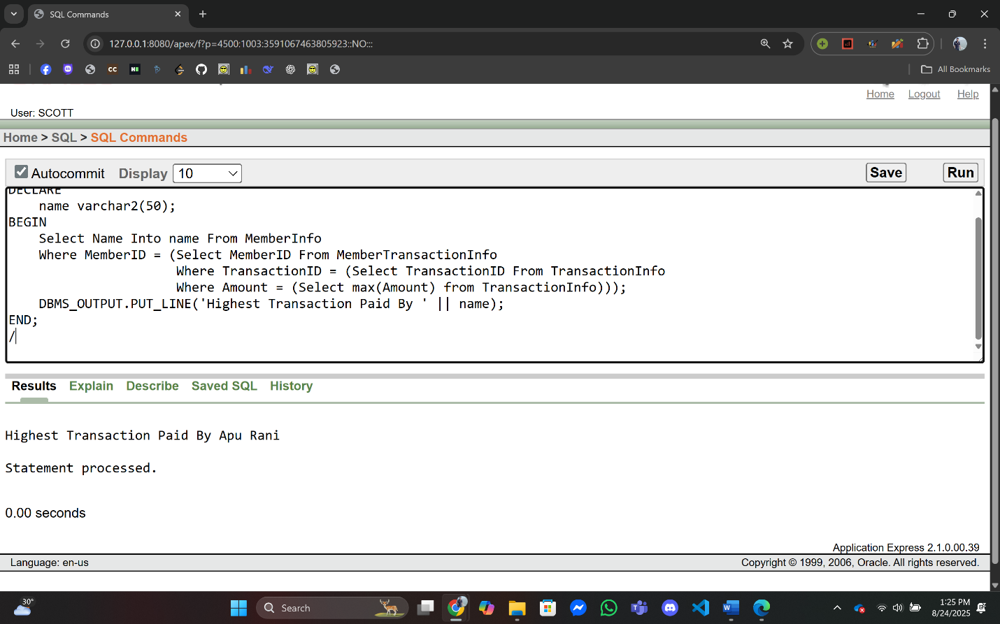 SQL Commands
127.0.0.1:8080/apex/f?p=4500:1003:3591067463805923::NO:::
All Bookmarks
Home Logout Help
User: SCOTT
Home > SQL > SQL Commands
Autocommit Display 10 Save Run
DECLARE
name varchar2(50);
BEGIN
Select Name Into name From MemberInfo
Where MemberID = (Select MemberID From MemberTransactionInfo
Where TransactionID = (Select TransactionID From TransactionInfo
Where Amount = (Select max(Amount) from TransactionInfo)));
DBMS_OUTPUT.PUT_LINE('Highest Transaction Paid By ' || name);
END;
/
Results Explain Describe Saved SQL History
Highest Transaction Paid By Apu Rani
Statement processed.
0.00 seconds
Application Express 2.1.0.00.39
Language: en-us Copyright © 1999, 2006, Oracle. All rights reserved.
30° Search 1:25 PM
8/24/2025